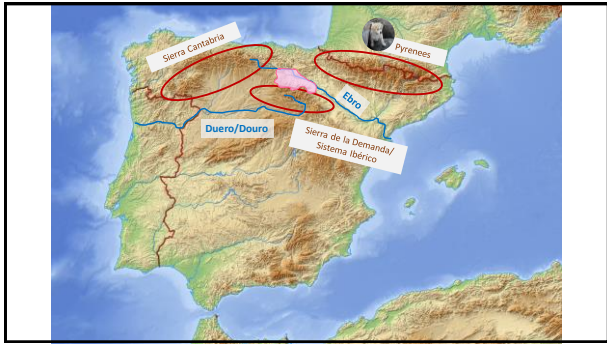 Sierra Cantabria
Pyrenees
Ebro
Duero/Douro
Sierra de la Demanda/
Sistema Ibérico